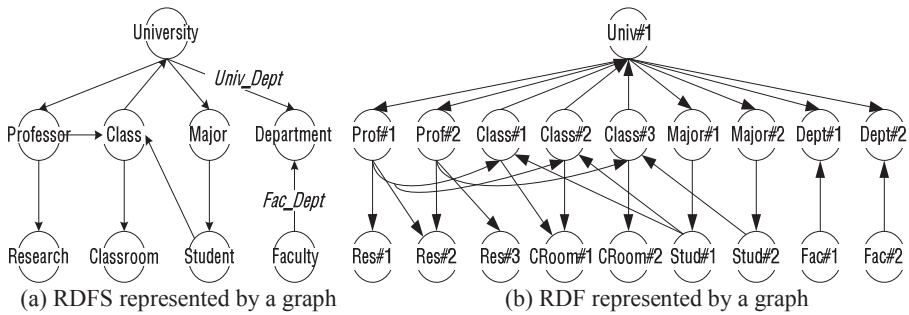 University
Univ#1
Univ_Dept
Professor Class Major Department
Prof#1 Prof#2 Class#1 Class#2 Class#3 Major#1 Major#2 Dept#1 Dept#2
Fac_Dept
Research Classroom Student Faculty
Res#1 Res#2 Res#3 CRoom#1 CRoom#2 Stud#1 Stud#2 Fac#1 Fac#2
(a) RDFS represented by a graph
(b) RDF represented by a graph